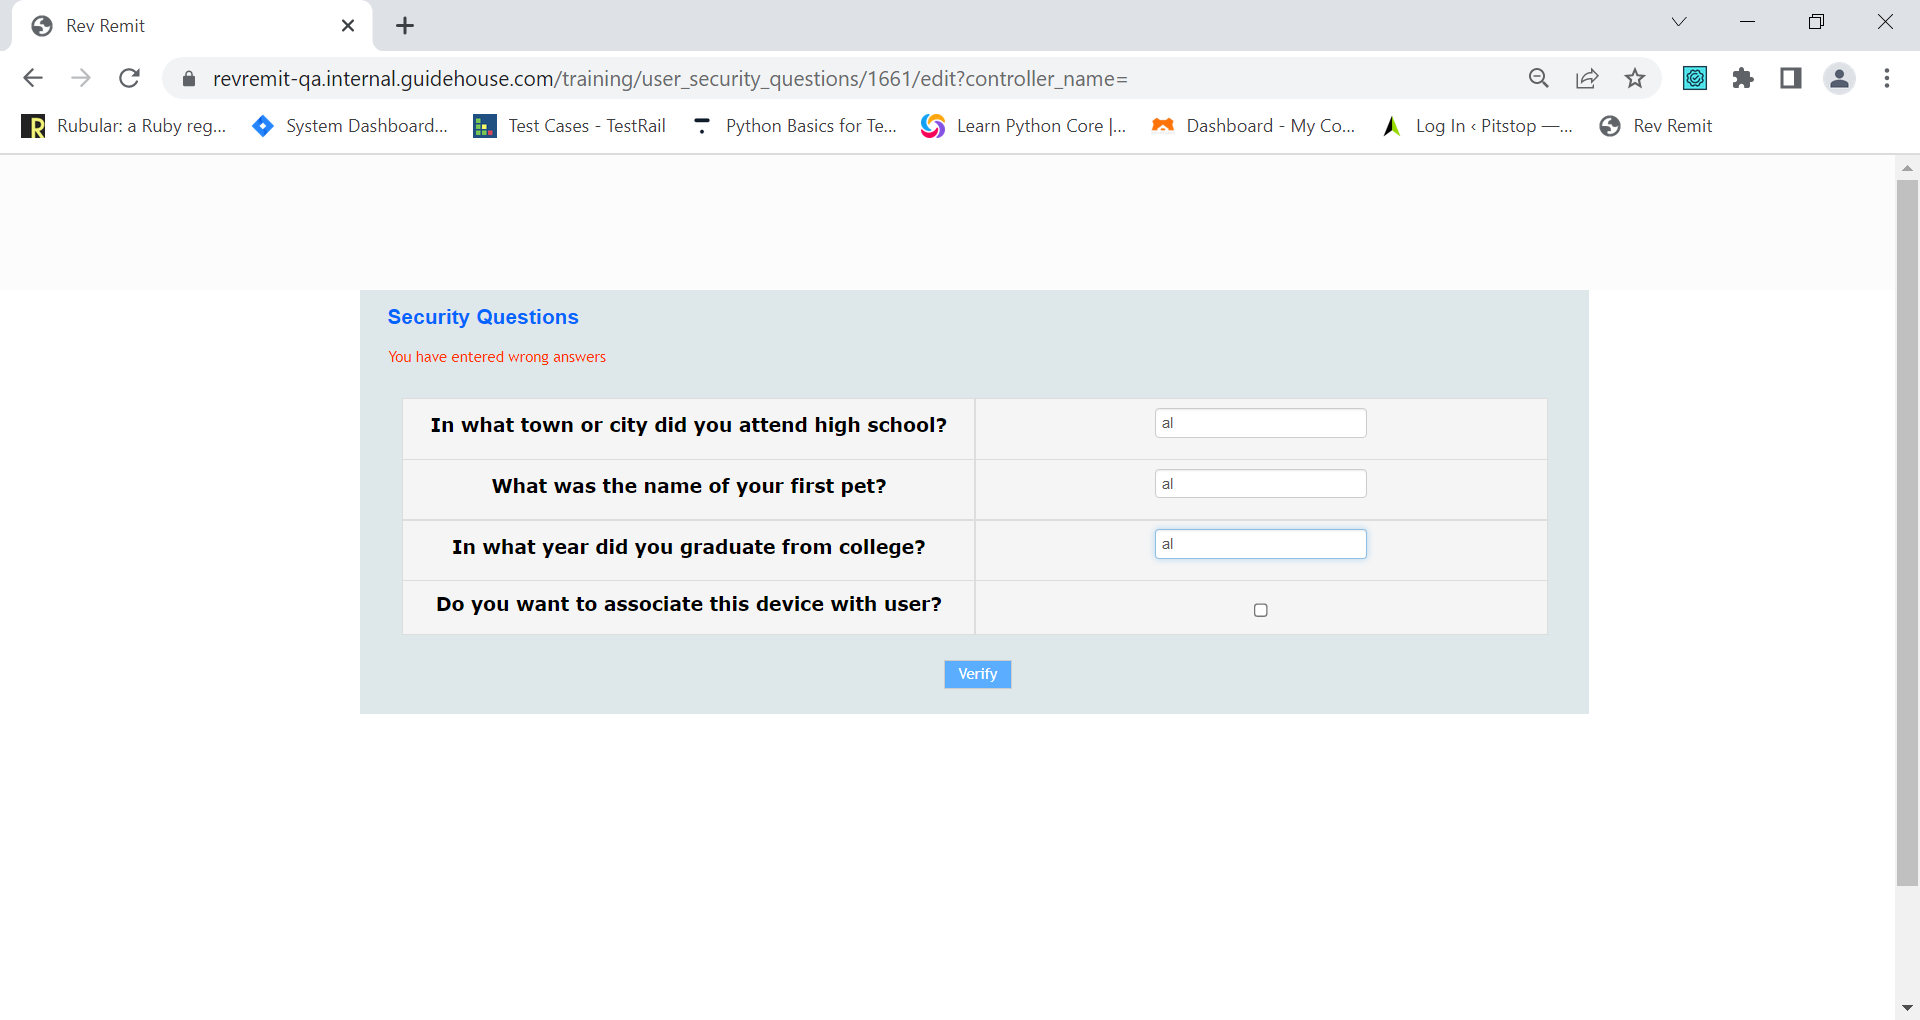 Rev Remit
revremit-qa.internal.guidehouse.com/training/user_security_questions/1661/edit?controller_name=
Rubular: a Ruby reg... System Dashboard... Test Cases - TestRail Python Basics for Te... Learn Python Core |... Dashboard - My Co... Log In ‹ Pitstop —... Rev Remit
Security Questions
You have entered wrong answers
In what town or city did you attend high school? al
What was the name of your first pet? al
In what year did you graduate from college? al
Do you want to associate this device with user?
Verify